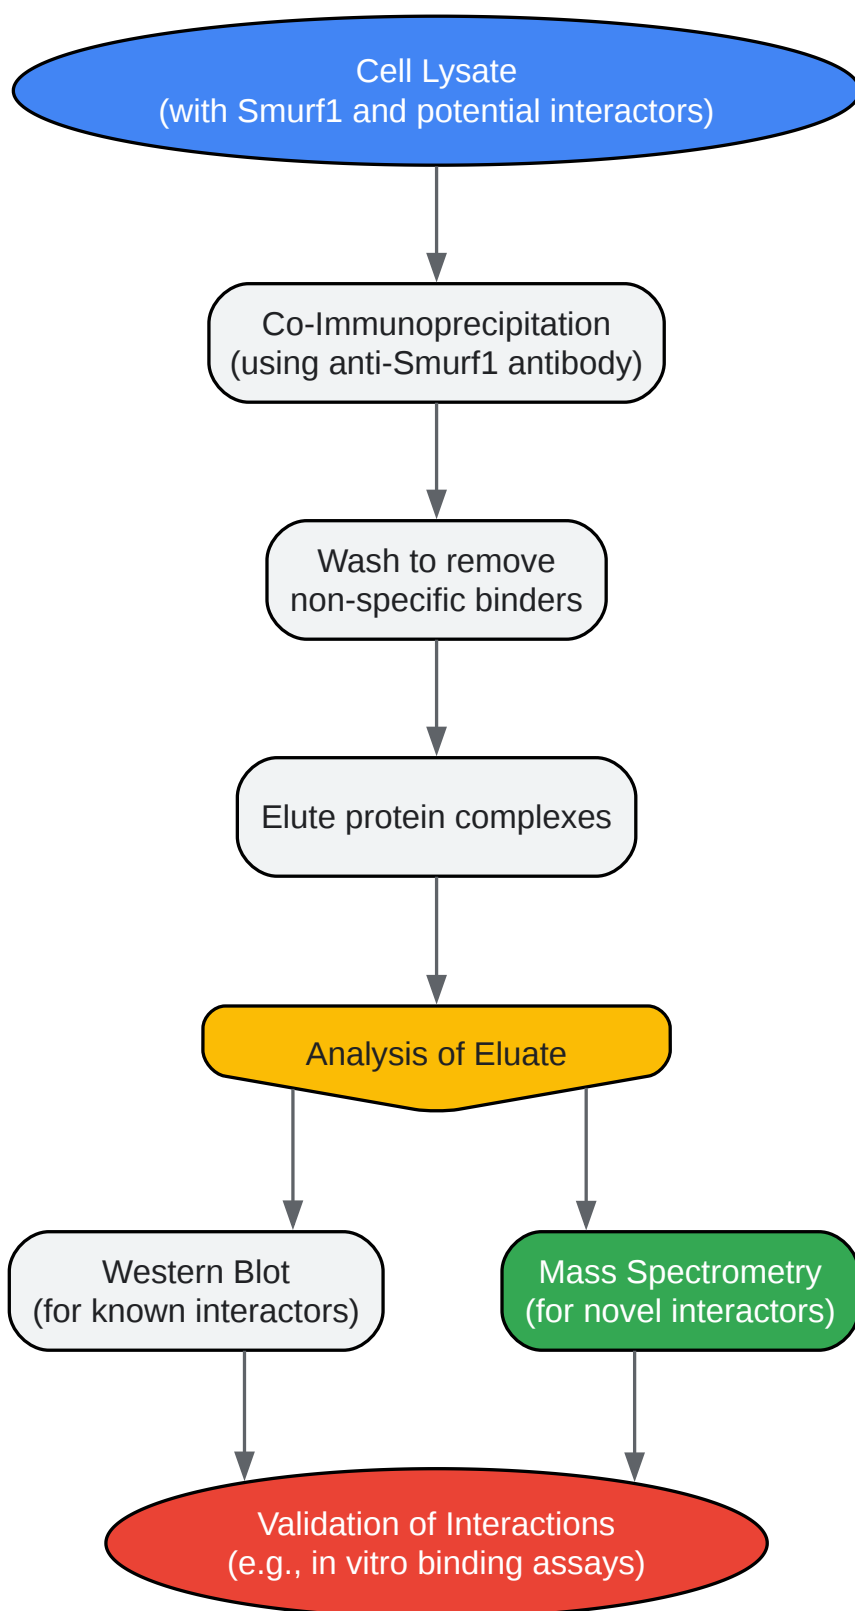 Cell Lysate
(with Smurf1 and potential interactors)
Co-Immunoprecipitation
(using anti-Smurf1 antibody)
Wash to remove
non-specific binders
Elute protein complexes
Analysis of Eluate
Western Blot
(for known interactors)
Mass Spectrometry
(for novel interactors)
Validation of Interactions
(e.g., in vitro binding assays)